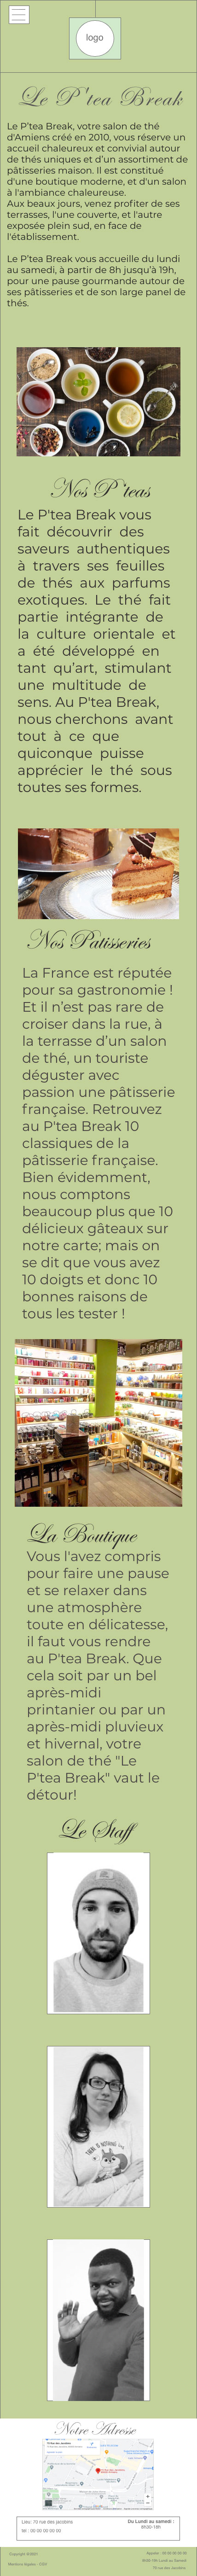 logo
Le P'tea Break
Le P'tea Break, votre salon de thé
d'Amiens créé en 2010, vous réserve un
accueil chaleureux et convivial autour
de thés uniques et d'un assortiment de
pâtisseries maison. Il est constitué
d'une boutique moderne, et d'un salon
à l'ambiance chaleureuse.
Aux beaux jours, venez profiter de ses
terrasses, l'une couverte, et l'autre
exposée plein sud, en face de
l'établissement.
Le P'tea Break vous accueille du lundi
au samedi, à partir de 8h jusqu'à 19h,
pour une pause gourmande autour de
ses pâtisseries et de son large panel de
thés.
Nos P'teas
Le P'tea Break vous
fait découvrir des
saveurs authentiques
à travers ses feuilles
de thés aux parfums
exotiques. Le thé fait
partie intégrante de
la culture orientale et
a été développé en
tant qu'art, stimulant
une multitude de
sens. Au P'tea Break,
nous cherchons avant
tout à ce que
quiconque puisse
apprécier le thé sous
toutes ses formes.
Nos Patisseries
La France est réputée
pour sa gastronomie !
Et il n'est pas rare de
croiser dans la rue, à
la terrasse d'un salon
de thé, un touriste
déguster avec
passion une pâtisserie
française. Retrouvez
au P'tea Break 10
classiques de la
pâtisserie française.
Bien évidemment,
nous comptons
beaucoup plus que 10
délicieux gâteaux sur
notre carte; mais on
se dit que vous avez
10 doigts et donc 10
bonnes raisons de
tous les tester !
La Boutique
Vous l'avez compris
pour faire une pause
et se relaxer dans
une atmosphère
toute en délicatesse,
il faut vous rendre
au P'tea Break. Que
cela soit par un bel
après-midi
printanier ou par un
après-midi pluvieux
et hivernal, votre
salon de thé "Le
P'tea Break" vaut le
détour!
Le Staff
THERE IS NOTHING
Notre Adresse
Lieu: 70 rue des jacobins
tel : 00 00 00 00 00
Du Lundi au samedi :
8h30-18h
Copyright ©2021
Mentions légales - CGV